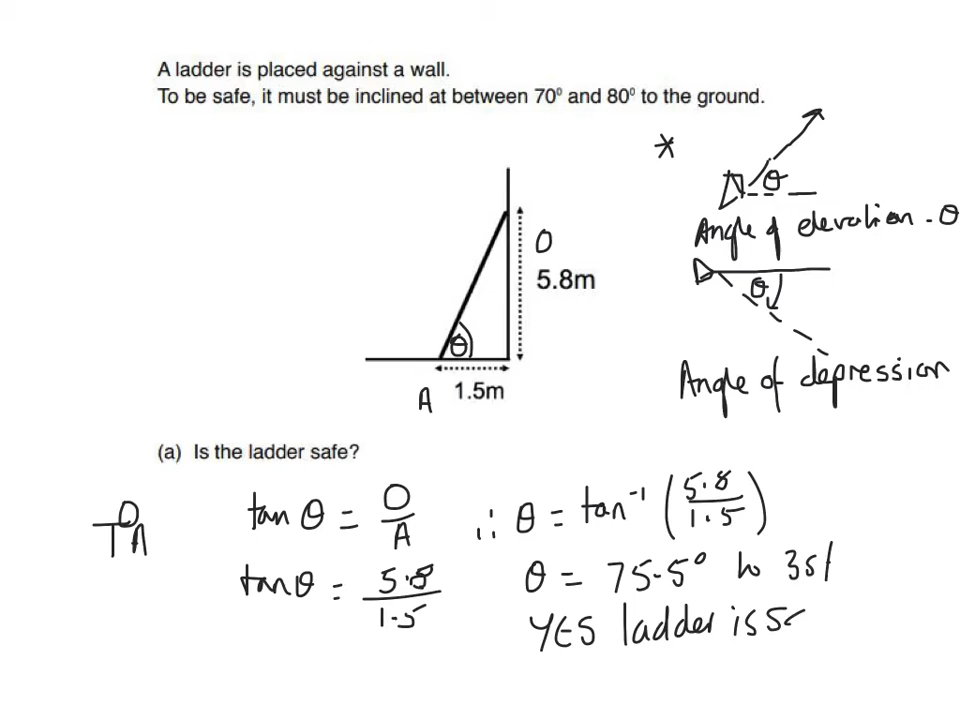 A ladder is placed against a wall.
To be safe, it must be inclined at between 70° and 80° to the ground.
*
θ
Angle of elevation - θ
θ
Angle of depression
O
5.8m
θ
A 1.5m
(a) Is the ladder safe?
O
TA
tan θ = O/A ∴ θ = tan⁻¹ (5.8/1.5)
tan θ = 5.8/1.5 θ = 75.5° to 3sf
YES ladder is